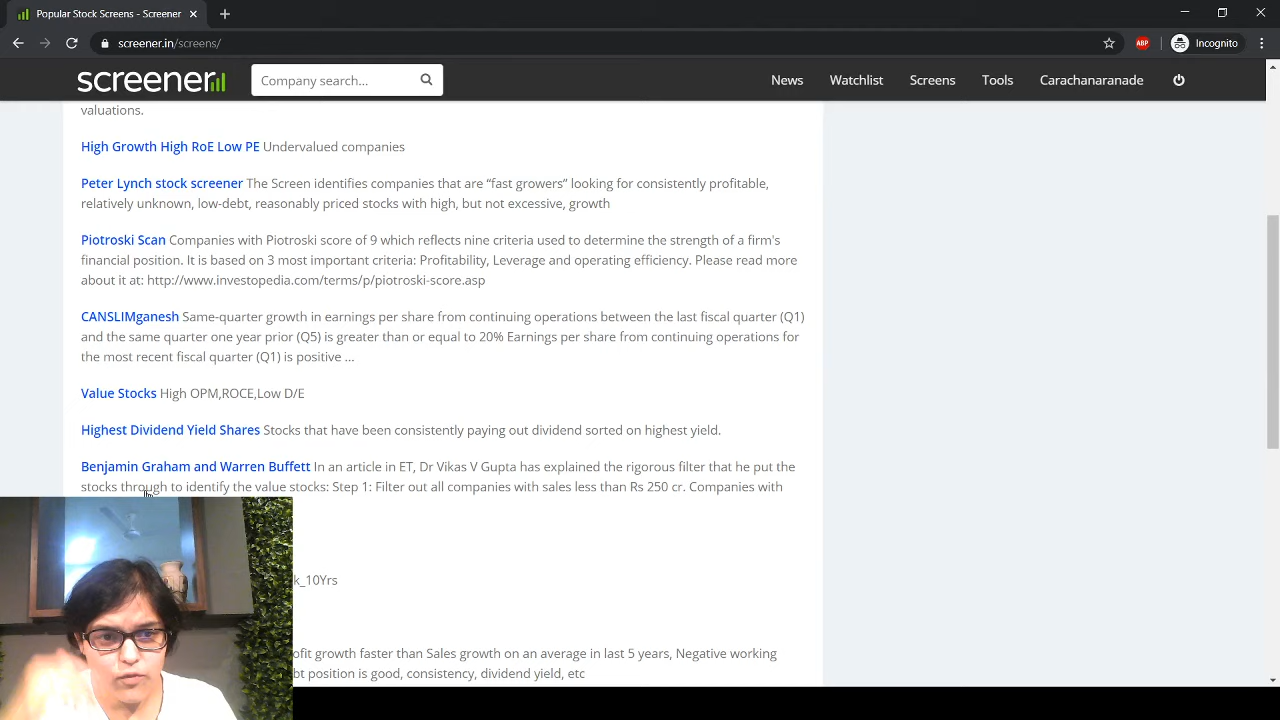 Popular Stock Screens - Screener
screener.in/screens/
ABP
Incognito
screener
Company search...
News
Watchlist
Screens
Tools
Carachanaranade
valuations.
High Growth High RoE Low PE Undervalued companies
Peter Lynch stock screener The Screen identifies companies that are “fast growers” looking for consistently profitable,
relatively unknown, low-debt, reasonably priced stocks with high, but not excessive, growth
Piotroski Scan Companies with Piotroski score of 9 which reflects nine criteria used to determine the strength of a firm's
financial position. It is based on 3 most important criteria: Profitability, Leverage and operating efficiency. Please read more
about it at: http://www.investopedia.com/terms/p/piotroski-score.asp
CANSLIMganesh Same-quarter growth in earnings per share from continuing operations between the last fiscal quarter (Q1)
and the same quarter one year prior (Q5) is greater than or equal to 20% Earnings per share from continuing operations for
the most recent fiscal quarter (Q1) is positive ...
Value Stocks High OPM,ROCE,Low D/E
Highest Dividend Yield Shares Stocks that have been consistently paying out dividend sorted on highest yield.
Benjamin Graham and Warren Buffett In an article in ET, Dr Vikas V Gupta has explained the rigorous filter that he put the
stocks through to identify the value stocks: Step 1: Filter out all companies with sales less than Rs 250 cr. Companies with
k_10Yrs
ofit growth faster than Sales growth on an average in last 5 years, Negative working
bt position is good, consistency, dividend yield, etc